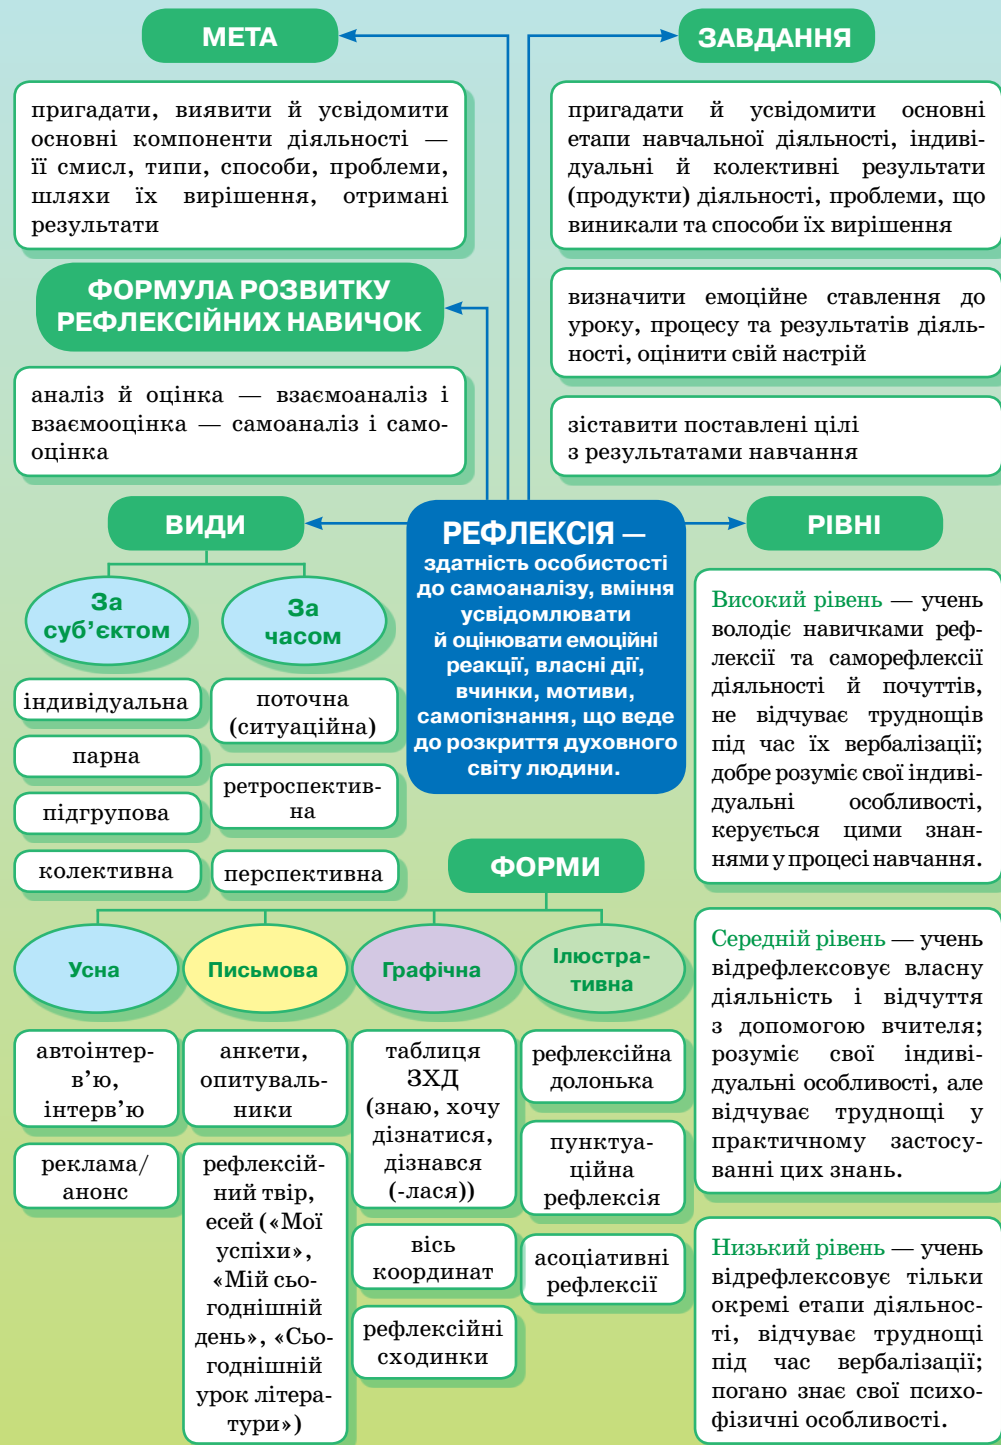 МЕТА
пригадати, виявити й усвідомити
основні компоненти діяльності —
її смисл, типи, способи, проблеми,
шляхи їх вирішення, отримані
результати
ЗАВДАННЯ
пригадати й усвідомити основні
етапи навчальної діяльності, індиві-
дуальні й колективні результати
(продукти) діяльності, проблеми, що
виникали та способи їх вирішення
визначити емоційне ставлення до
уроку, процесу та результатів діяль-
ності, оцінити свій настрій
зіставити поставлені цілі
з результатами навчання
ФОРМУЛА РОЗВИТКУ
РЕФЛЕКСІЙНИХ НАВИЧОК
аналіз й оцінка — взаємоаналіз і
взаємооцінка — самоаналіз і само-
оцінка
РЕФЛЕКСІЯ —
здатність особистості
до самоаналізу, вміння
усвідомлювати
й оцінювати емоційні
реакції, власні дії,
вчинки, мотиви,
самопізнання, що веде
до розкриття духовного
світу людини.
ВИДИ
За
суб’єктом
індивідуальна
парна
підгрупова
колективна
За
часом
поточна
(ситуаційна)
ретроспектив-
на
перспективна
РІВНІ
Високий рівень — учень
володіє навичками реф-
лексії та саморефлексії
діяльності й почуттів,
не відчуває труднощів
під час їх вербалізації;
добре розуміє свої індиві-
дуальні особливості,
керується цими знан-
нями у процесі навчання.
Середній рівень — учень
відрефлексовує власну
діяльність і відчуття
з допомогою вчителя;
розуміє свої індиві-
дуальні особливості, але
відчуває труднощі у
практичному застосу-
ванні цих знань.
Низький рівень — учень
відрефлексовує тільки
окремі етапи діяльнос-
ті, відчуває труднощі
під час вербалізації;
погано знає свої психо-
фізичні особливості.
ФОРМИ
Усна
автоінтер-
в’ю,
інтерв’ю
реклама/
анонс
Письмова
анкети,
опитуваль-
ники
рефлексій-
ний твір,
есей («Мої
успіхи»,
«Мій сьо-
годнішній
день», «Сьо-
годнішній
урок літера-
тури»)
Графічна
таблиця
ЗХД
(знаю, хочу
дізнатися,
дізнався
(-лася))
вісь
координат
рефлексійні
сходинки
Ілюстра-
тивна
рефлексійна
долонька
пунктуа-
ційна
рефлексія
асоціативні
рефлексії